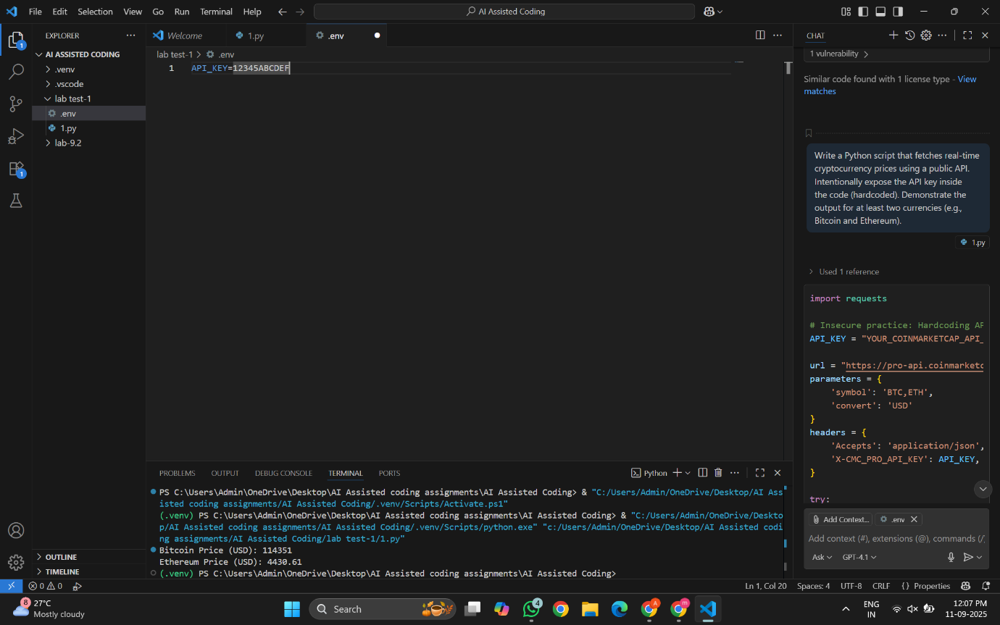 File Edit Selection View Go Run Terminal Help
AI Assisted Coding
EXPLORER
AI ASSISTED CODING
.venv
.vscode
lab test-1
.env
1.py
lab-9.2
OUTLINE
TIMELINE
1
1
Welcome
1.py
.env
lab test-1 > .env
1 API_KEY=12345ABCDEF
PROBLEMS OUTPUT DEBUG CONSOLE TERMINAL PORTS
Python
PS C:\Users\Admin\OneDrive\Desktop\AI Assisted coding assignments\AI Assisted Coding> & "C:/Users/Admin/OneDrive/Desktop/AI Ass
isted coding assignments/AI Assisted Coding/.venv/Scripts/Activate.ps1"
(.venv) PS C:\Users\Admin\OneDrive\Desktop\AI Assisted coding assignments\AI Assisted Coding> & "C:/Users/Admin/OneDrive/Deskto
p/AI Assisted coding assignments/AI Assisted Coding/.venv/Scripts/python.exe" "c:/Users/Admin/OneDrive/Desktop/AI Assisted codi
ng assignments/AI Assisted Coding/lab test-1/1.py"
Bitcoin Price (USD): 114351
Ethereum Price (USD): 4430.61
(.venv) PS C:\Users\Admin\OneDrive\Desktop\AI Assisted coding assignments\AI Assisted Coding>
CHAT
1 vulnerability >
Similar code found with 1 license type - View
matches
Write a Python script that fetches real-time
cryptocurrency prices using a public API.
Intentionally expose the API key inside
the code (hardcoded). Demonstrate the
output for at least two currencies (e.g.,
Bitcoin and Ethereum).
1.py
> Used 1 reference
import requests
# Insecure practice: Hardcoding AP
API_KEY = "YOUR_COINMARKETCAP_API_
url = "https://pro-api.coinmarketc
parameters = {
'symbol': 'BTC,ETH',
'convert': 'USD'
}
headers = {
'Accepts': 'application/json',
'X-CMC_PRO_API_KEY': API_KEY,
}
try:
Add Context... .env
Add context (#), extensions (@), commands (/)
Ask GPT-4.1
0 0
Ln 1, Col 20 Spaces: 4 UTF-8 CRLF {} Properties
8
27°C
Mostly cloudy
Search
4
A
m
ENG
IN
12:07 PM
11-09-2025